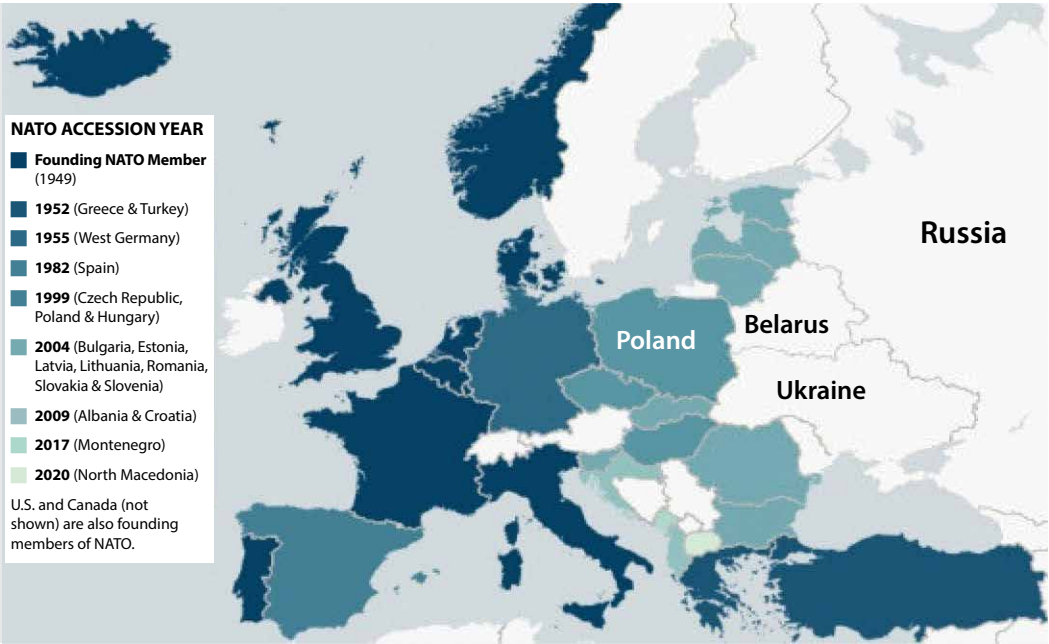 NATO ACCESSION YEAR
Founding NATO Member
(1949)
1952 (Greece & Turkey)
1955 (West Germany)
1982 (Spain)
1999 (Czech Republic,
Poland & Hungary)
2004 (Bulgaria, Estonia,
Latvia, Lithuania, Romania,
Slovakia & Slovenia)
2009 (Albania & Croatia)
2017 (Montenegro)
2020 (North Macedonia)
U.S. and Canada (not
shown) are also founding
members of NATO.
Russia
Belarus
Poland
Ukraine